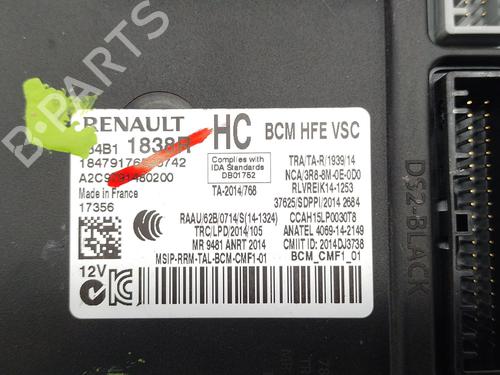 B-PARTS
RENAULT
HC
BCM HFE VSC
1838R
Complies with
IDA Standards
DB01752
TA-2014/768
Made in France
17356
TRA/TA-R/1939/14
NCA/3R8-8M-0E-0D0
RLVREIK14-1253
37625/SDPPI/2014 2684
RAAU/62B/0714/S(14-1324)
CCAH15LP0030T8
TRC/LPD/2014/105
ANATEL 4069-14-2149
MR 9481 ANRT 2014
CMIIT ID: 2014DJ3738
12V
MSIP-RRM-TAL-BCM-CMF1-01
BCM_CMF1_01
DS2-BLACK